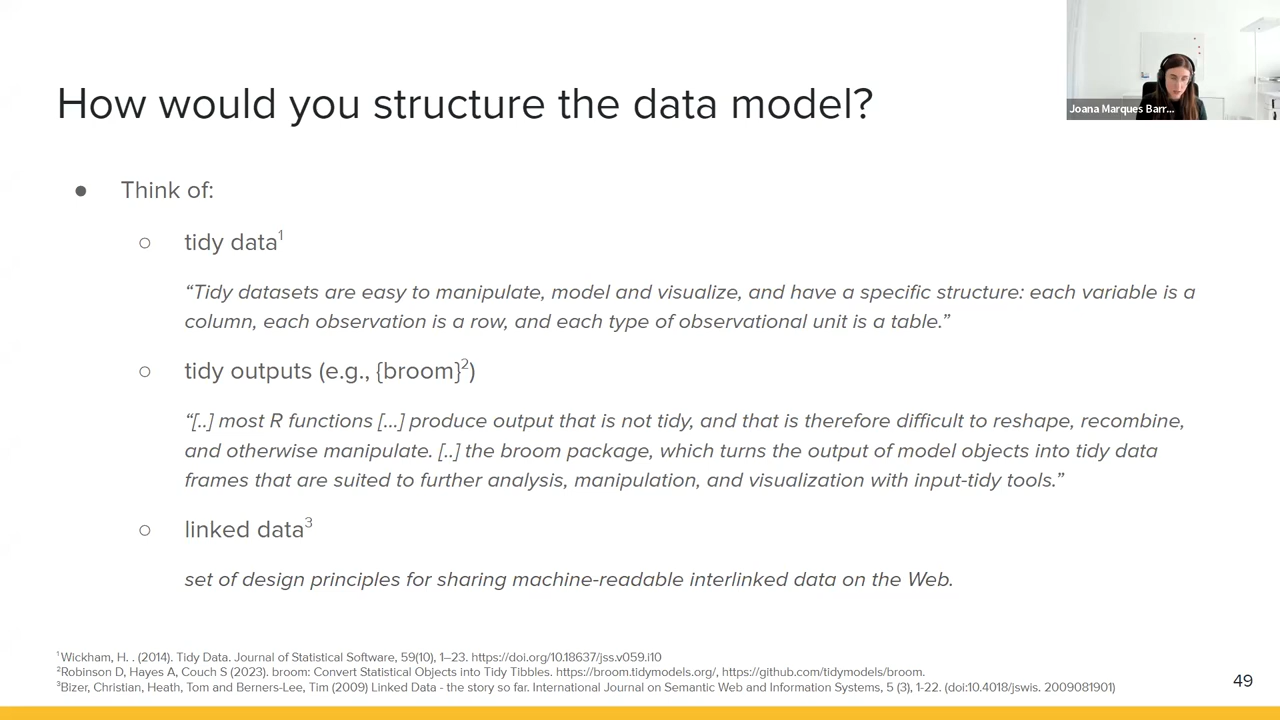 Joana Marques Barr...
How would you structure the data model?
● Think of:
○ tidy data¹
“Tidy datasets are easy to manipulate, model and visualize, and have a specific structure: each variable is a
column, each observation is a row, and each type of observational unit is a table.”
○ tidy outputs (e.g., {broom}²)
“[..] most R functions [...] produce output that is not tidy, and that is therefore difficult to reshape, recombine,
and otherwise manipulate. [..] the broom package, which turns the output of model objects into tidy data
frames that are suited to further analysis, manipulation, and visualization with input-tidy tools.”
○ linked data³
set of design principles for sharing machine-readable interlinked data on the Web.
¹Wickham, H. . (2014). Tidy Data. Journal of Statistical Software, 59(10), 1–23. https://doi.org/10.18637/jss.v059.i10
²Robinson D, Hayes A, Couch S (2023). broom: Convert Statistical Objects into Tidy Tibbles. https://broom.tidymodels.org/, https://github.com/tidymodels/broom.
³Bizer, Christian, Heath, Tom and Berners-Lee, Tim (2009) Linked Data - the story so far. International Journal on Semantic Web and Information Systems, 5 (3), 1-22. (doi:10.4018/jswis. 2009081901)
49